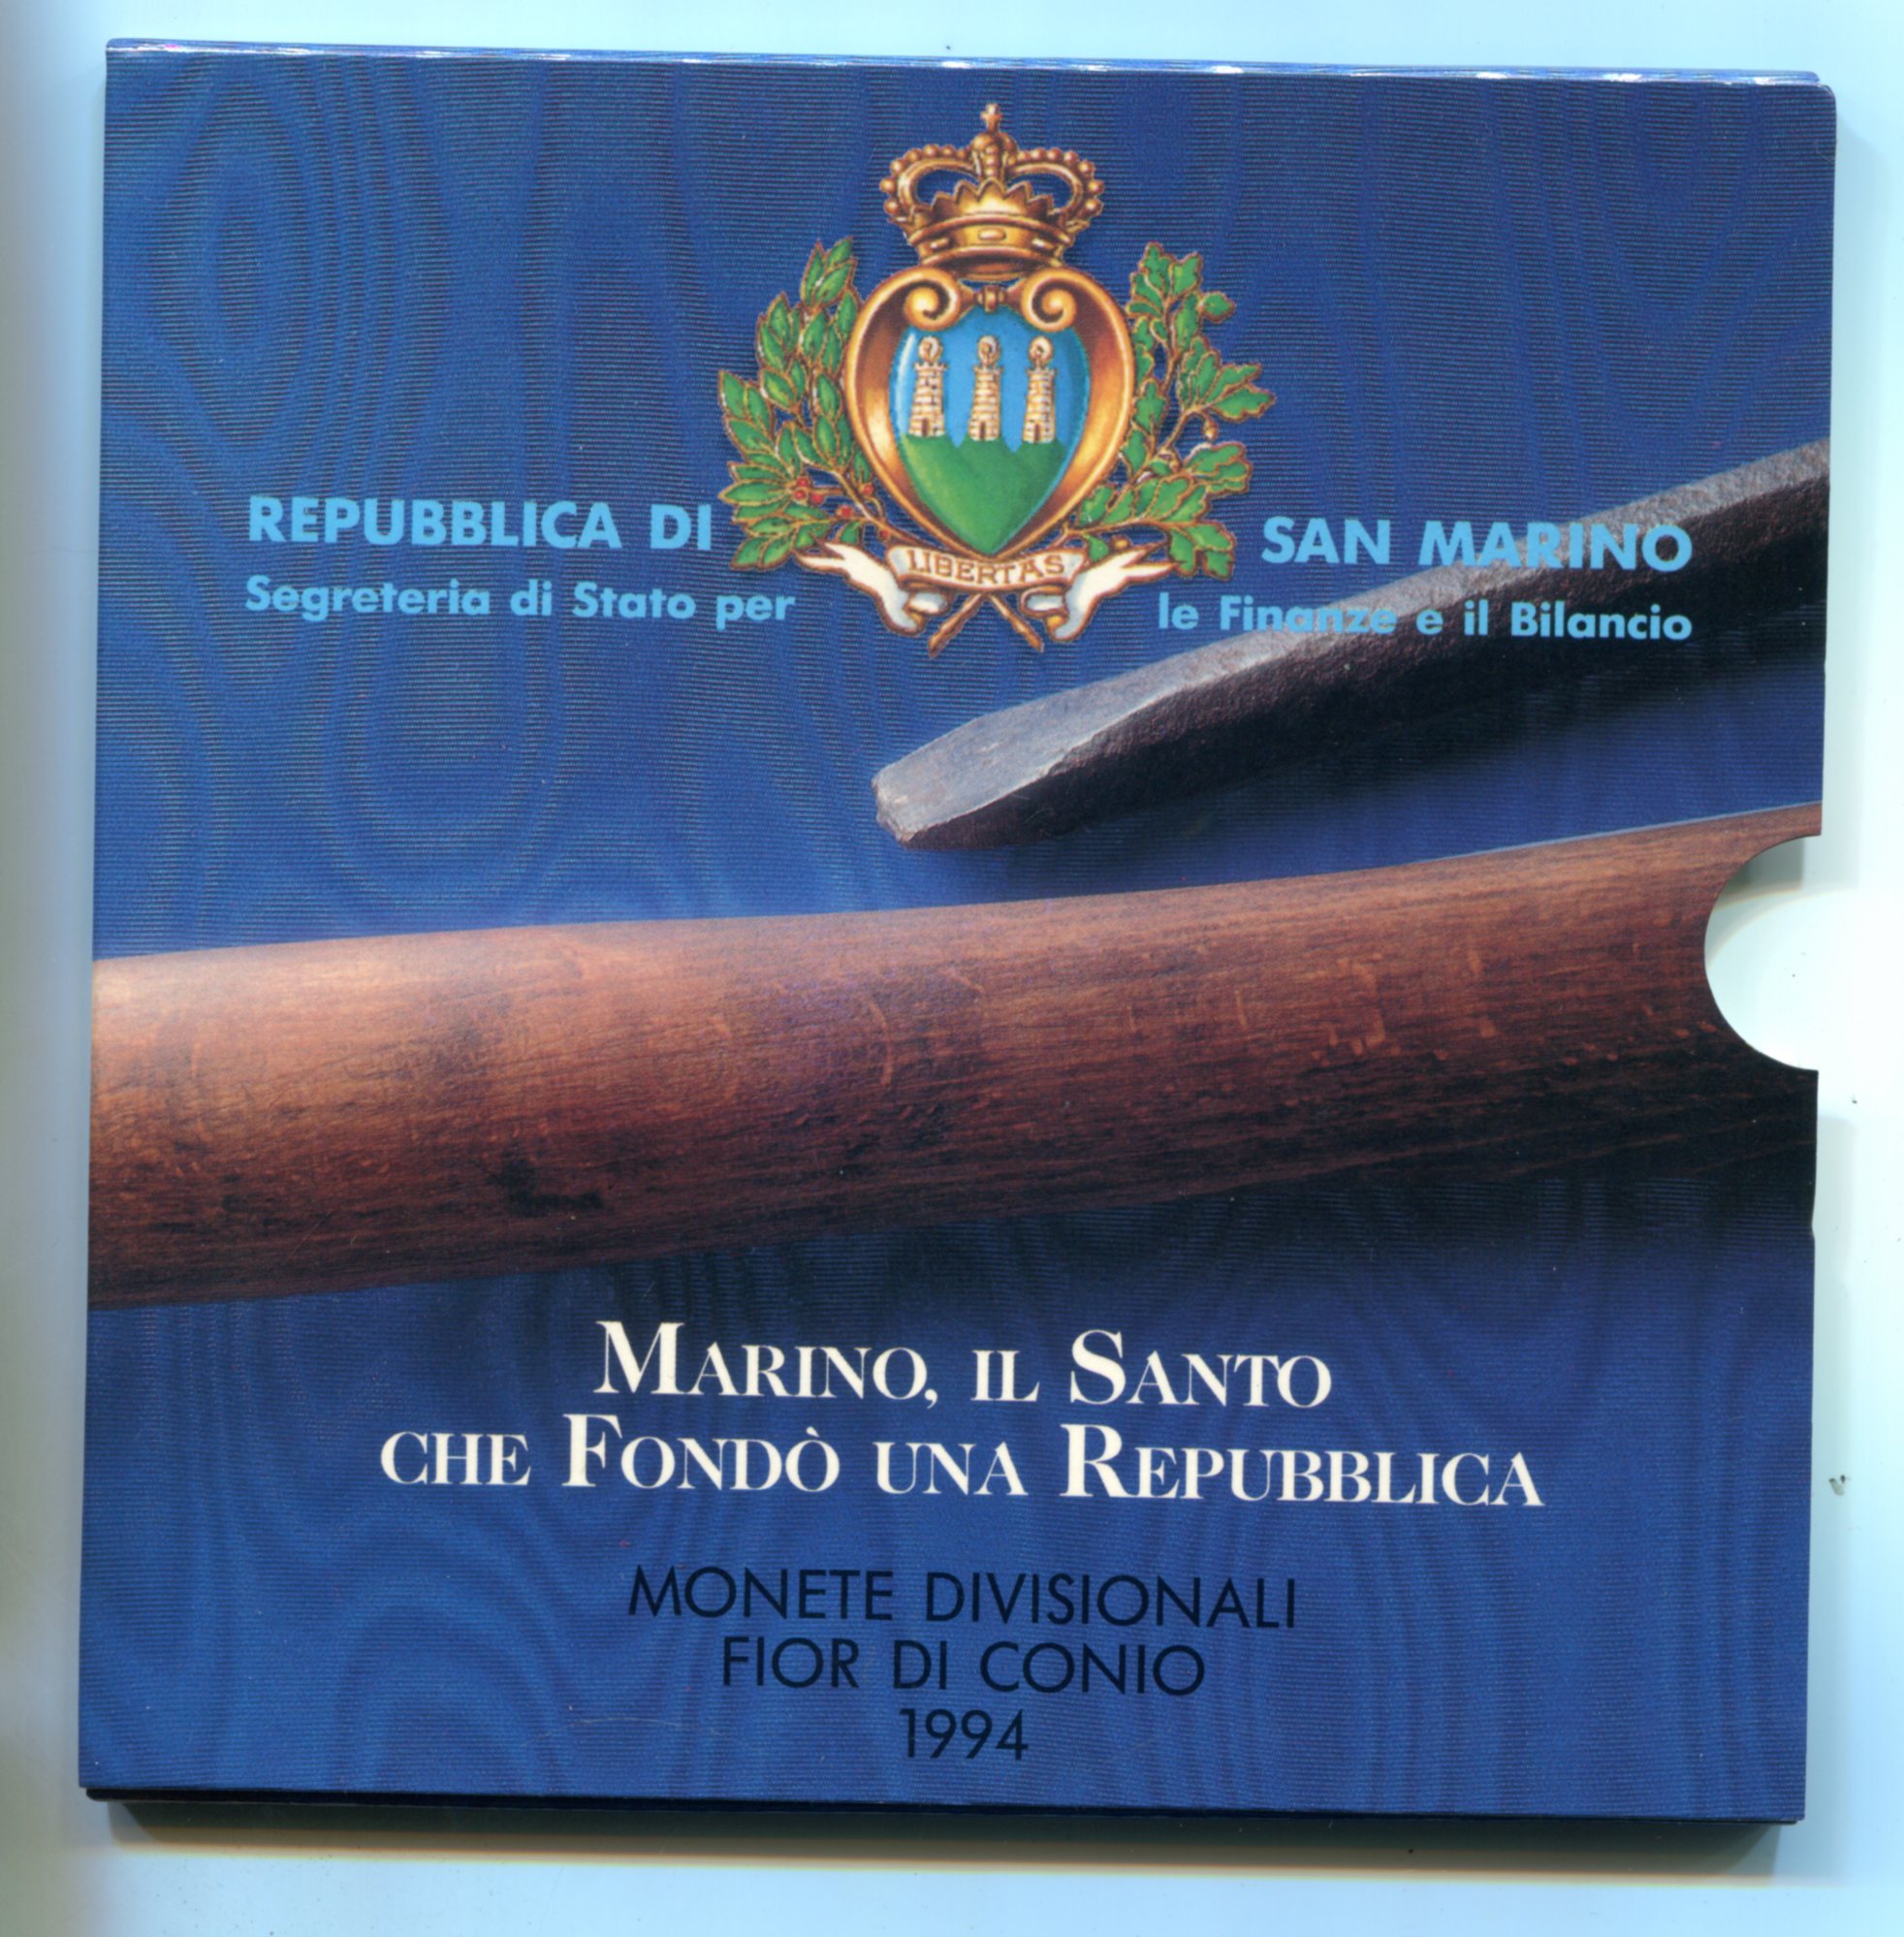 LIBERTAS
REPUBBLICA DI SAN MARINO
Segreteria di Stato per le Finanze e il Bilancio
MARINO, IL SANTO
CHE FONDÒ UNA REPUBBLICA
MONETE DIVISIONALI
FIOR DI CONIO
1994